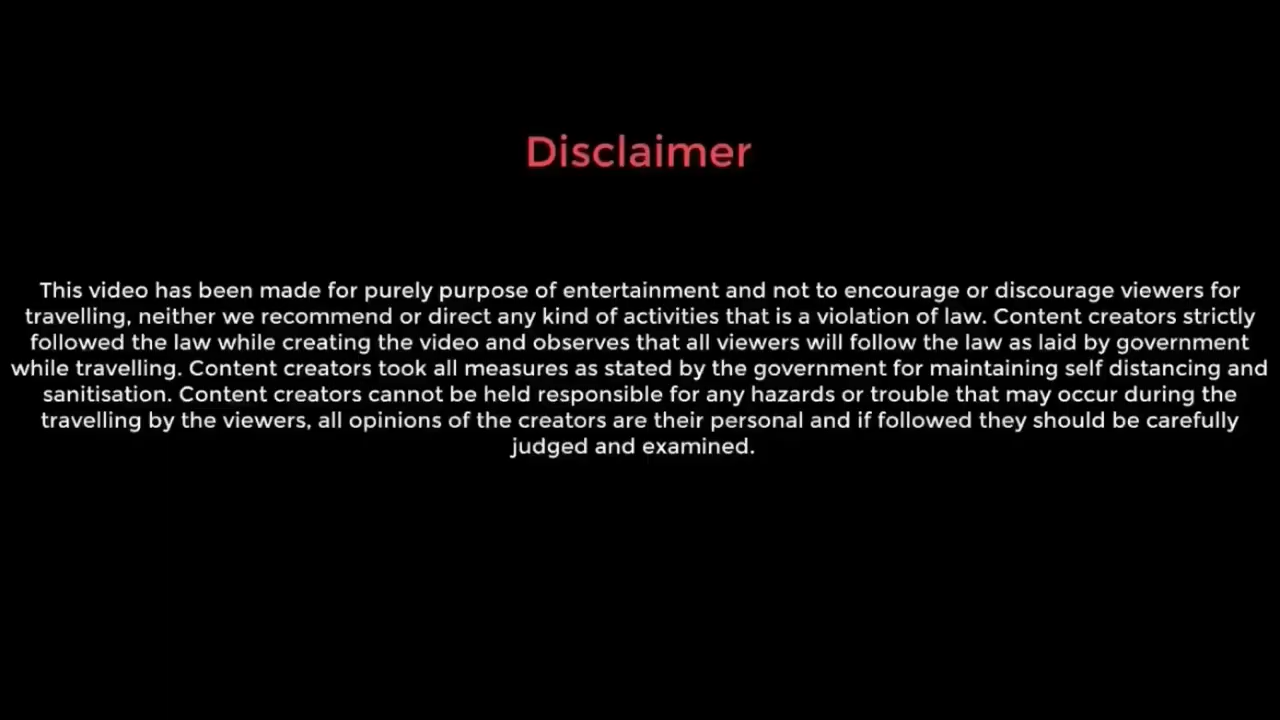 Disclaimer
This video has been made for purely purpose of entertainment and not to encourage or discourage viewers for
travelling, neither we recommend or direct any kind of activities that is a violation of law. Content creators strictly
followed the law while creating the video and observes that all viewers will follow the law as laid by government
while travelling. Content creators took all measures as stated by the government for maintaining self distancing and
sanitisation. Content creators cannot be held responsible for any hazards or trouble that may occur during the
travelling by the viewers, all opinions of the creators are their personal and if followed they should be carefully
judged and examined.